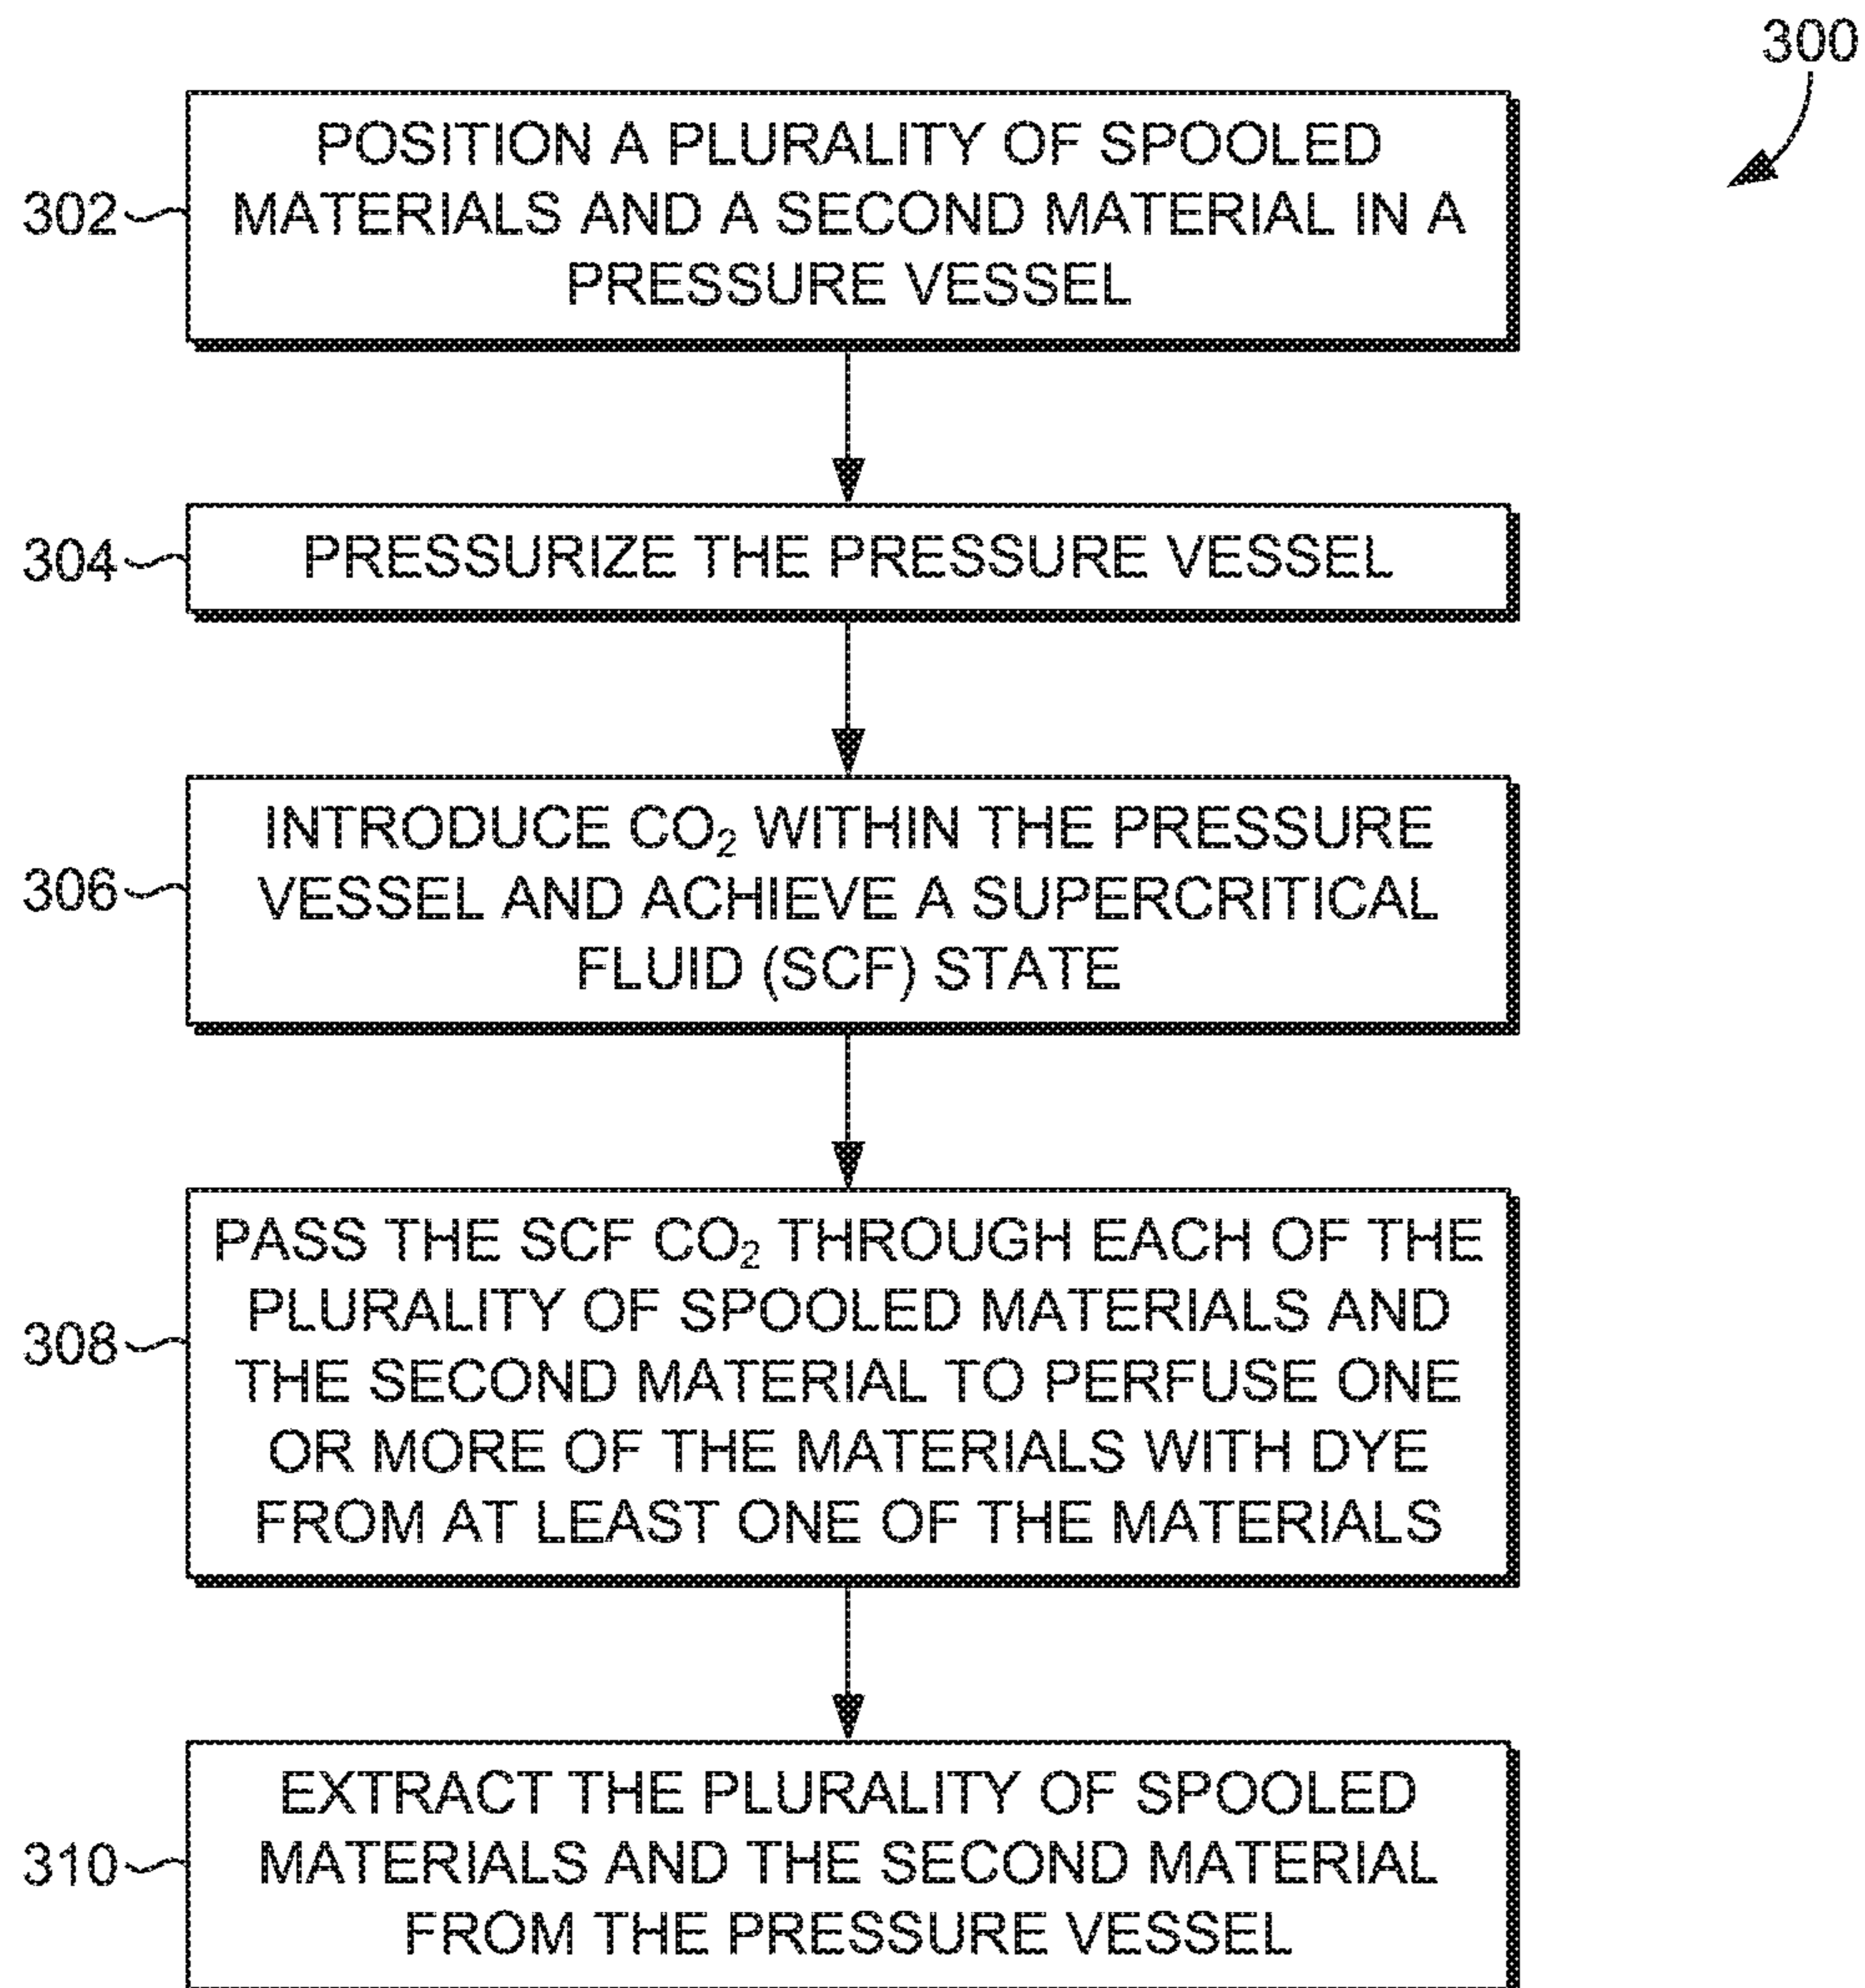 300
302
POSITION A PLURALITY OF SPOOLED
MATERIALS AND A SECOND MATERIAL IN A
PRESSURE VESSEL
304
PRESSURIZE THE PRESSURE VESSEL
306
INTRODUCE CO₂ WITHIN THE PRESSURE
VESSEL AND ACHIEVE A SUPERCRITICAL
FLUID (SCF) STATE
308
PASS THE SCF CO₂ THROUGH EACH OF THE
PLURALITY OF SPOOLED MATERIALS AND
THE SECOND MATERIAL TO PERFUSE ONE
OR MORE OF THE MATERIALS WITH DYE
FROM AT LEAST ONE OF THE MATERIALS
310
EXTRACT THE PLURALITY OF SPOOLED
MATERIALS AND THE SECOND MATERIAL
FROM THE PRESSURE VESSEL